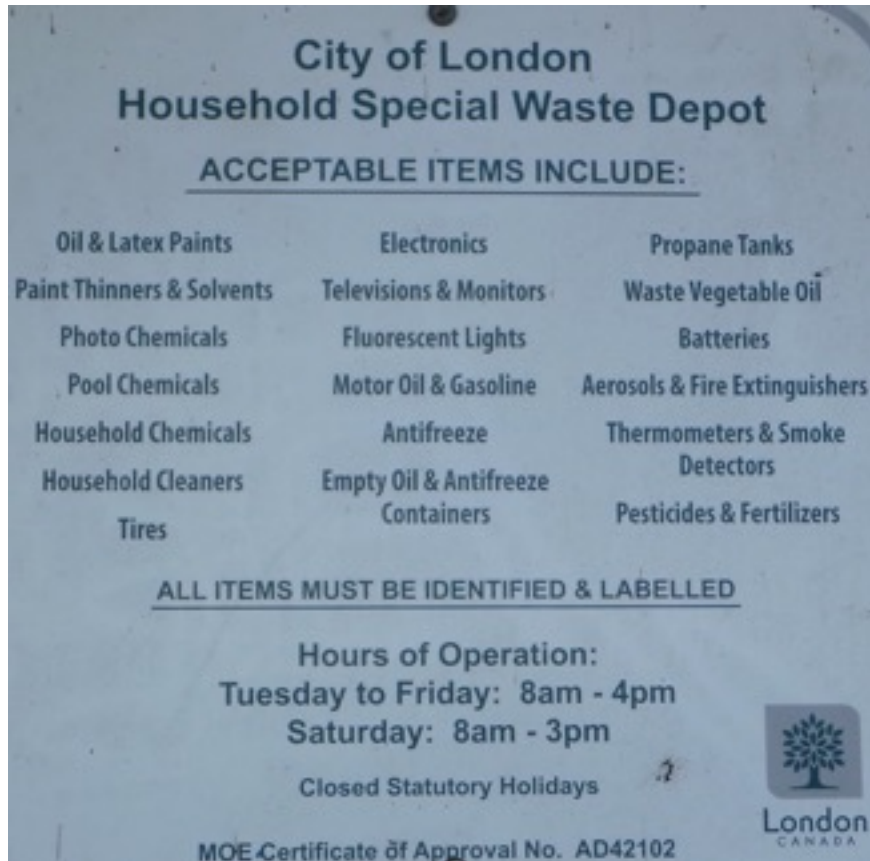 City of London
Household Special Waste Depot
ACCEPTABLE ITEMS INCLUDE:
Oil & Latex Paints
Paint Thinners & Solvents
Photo Chemicals
Pool Chemicals
Household Chemicals
Household Cleaners
Tires
Electronics
Televisions & Monitors
Fluorescent Lights
Motor Oil & Gasoline
Antifreeze
Empty Oil & Antifreeze
Containers
Propane Tanks
Waste Vegetable Oil
Batteries
Aerosols & Fire Extinguishers
Thermometers & Smoke
Detectors
Pesticides & Fertilizers
ALL ITEMS MUST BE IDENTIFIED & LABELLED
Hours of Operation:
Tuesday to Friday: 8am - 4pm
Saturday: 8am - 3pm
Closed Statutory Holidays
MOE Certificate of Approval No. AD42102
London
CANADA